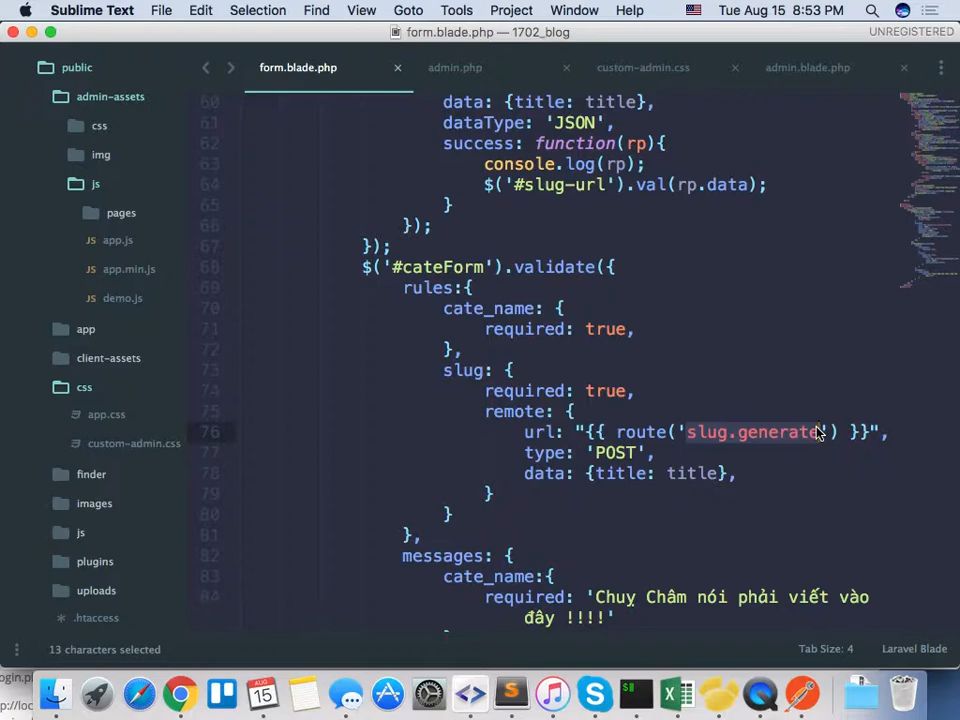 Sublime Text File Edit Selection Find View Goto Tools Project Window Help Tue Aug 15 8:53 PM
form.blade.php — 1702_blog UNREGISTERED
public
admin-assets
css
img
js
pages
app.js
app.min.js
demo.js
app
client-assets
css
app.css
custom-admin.css
finder
images
js
plugins
uploads
.htaccess
form.blade.php admin.php custom-admin.css admin.blade.php
60 data: {title: title},
61 dataType: 'JSON',
62 success: function(rp){
63 console.log(rp);
64 $('#slug-url').val(rp.data);
65 }
66 });
67 });
68 $('#cateForm').validate({
69 rules:{
70 cate_name: {
71 required: true,
72 },
73 slug: {
74 required: true,
75 remote: {
76 url: "{{ route('slug.generate') }}",
77 type: 'POST',
78 data: {title: title},
79 }
80 }
81 },
82 messages: {
83 cate_name:{
84 required: 'Chuỵ Châm nói phải viết vào
đây !!!!'
13 characters selected Tab Size: 4 Laravel Blade
ogin.p
p://loc
AUG
15